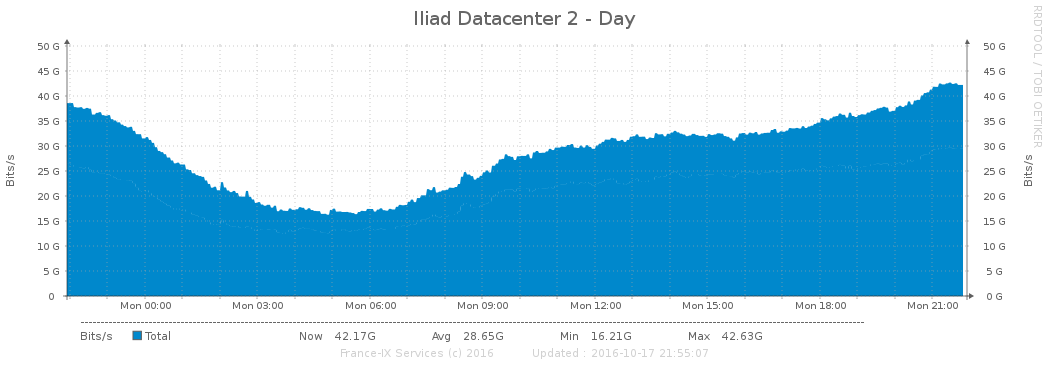 Iliad Datacenter 2 - Day
RRDTOOL / TOBI OETIKER
50 G 50 G
45 G 45 G
40 G 40 G
35 G 35 G
30 G 30 G
25 G 25 G
20 G 20 G
15 G 15 G
10 G 10 G
5 G 5 G
0 0 G
Bits/s
Bits/s
Mon 00:00 Mon 03:00 Mon 06:00 Mon 09:00 Mon 12:00 Mon 15:00 Mon 18:00 Mon 21:00
Bits/s Total Now 42.17G Avg 28.65G Min 16.21G Max 42.63G
France-IX Services (c) 2016 Updated : 2016-10-17 21:55:07